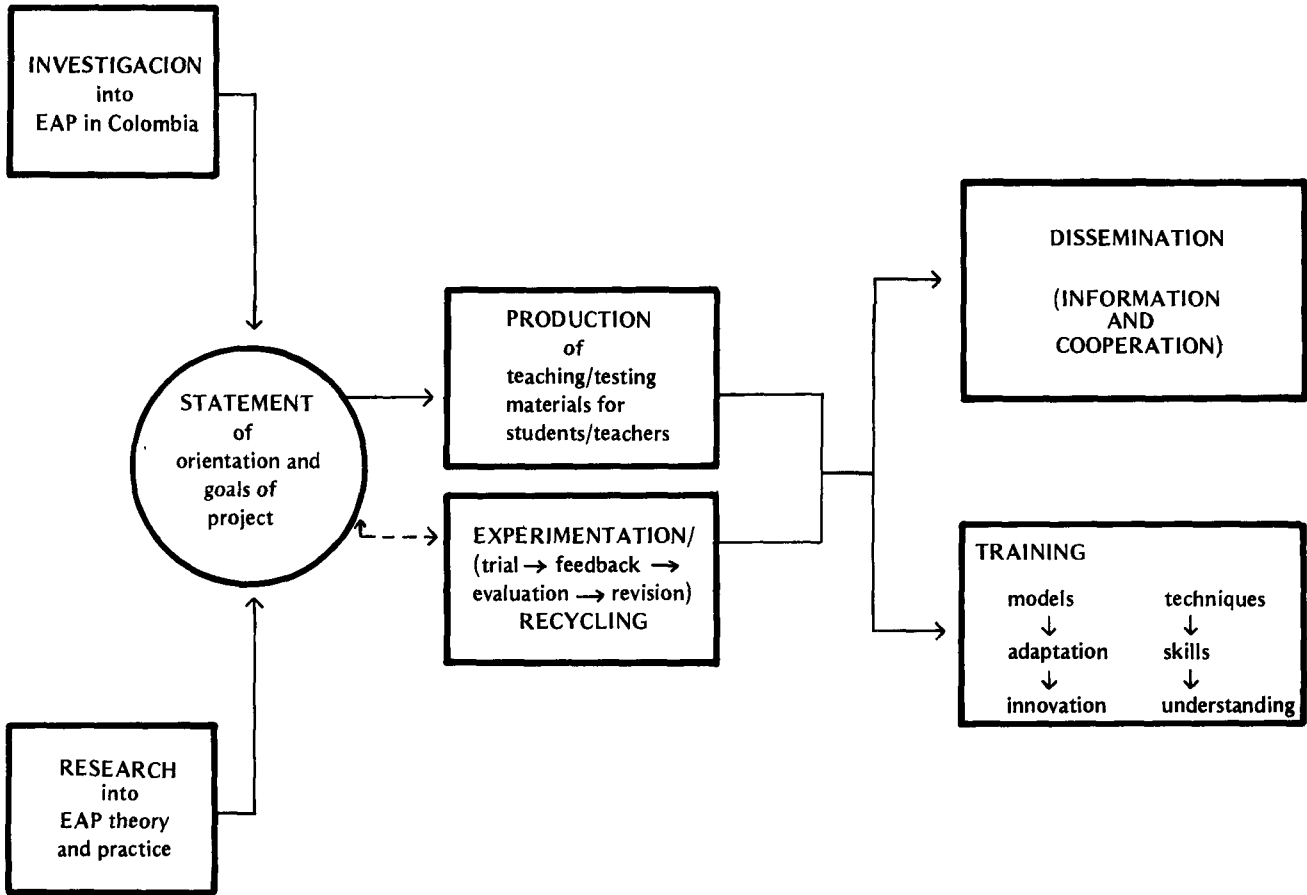 INVESTIGACION
into
EAP in Colombia
STATEMENT
of
orientation and
goals of
project
RESEARCH
into
EAP theory
and practice
PRODUCTION
of
teaching/testing
materials for
students/teachers
EXPERIMENTATION/
(trial → feedback →
evaluation → revision)
RECYCLING
DISSEMINATION
(INFORMATION
AND
COOPERATION)
TRAINING
models techniques
↓ ↓
adaptation skills
↓ ↓
innovation understanding